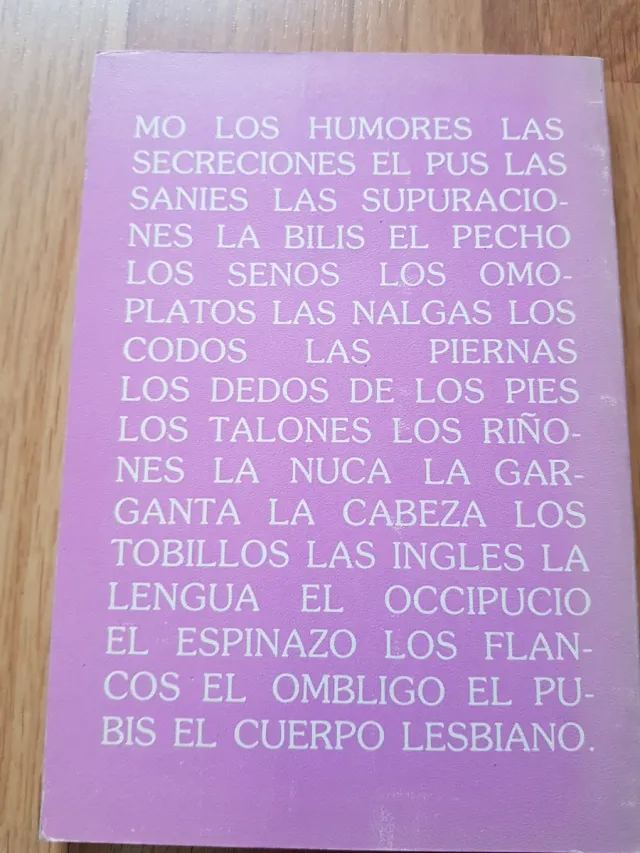 MO LOS HUMORES LAS
SECRECIONES EL PUS LAS
SANIES LAS SUPURACIO-
NES LA BILIS EL PECHO
LOS SENOS LOS OMO-
PLATOS LAS NALGAS LOS
CODOS LAS PIERNAS
LOS DEDOS DE LOS PIES
LOS TALONES LOS RIÑO-
NES LA NUCA LA GAR-
GANTA LA CABEZA LOS
TOBILLOS LAS INGLES LA
LENGUA EL OCCIPUCIO
EL ESPINAZO LOS FLAN-
COS EL OMBLIGO EL PU-
BIS EL CUERPO LESBIANO.